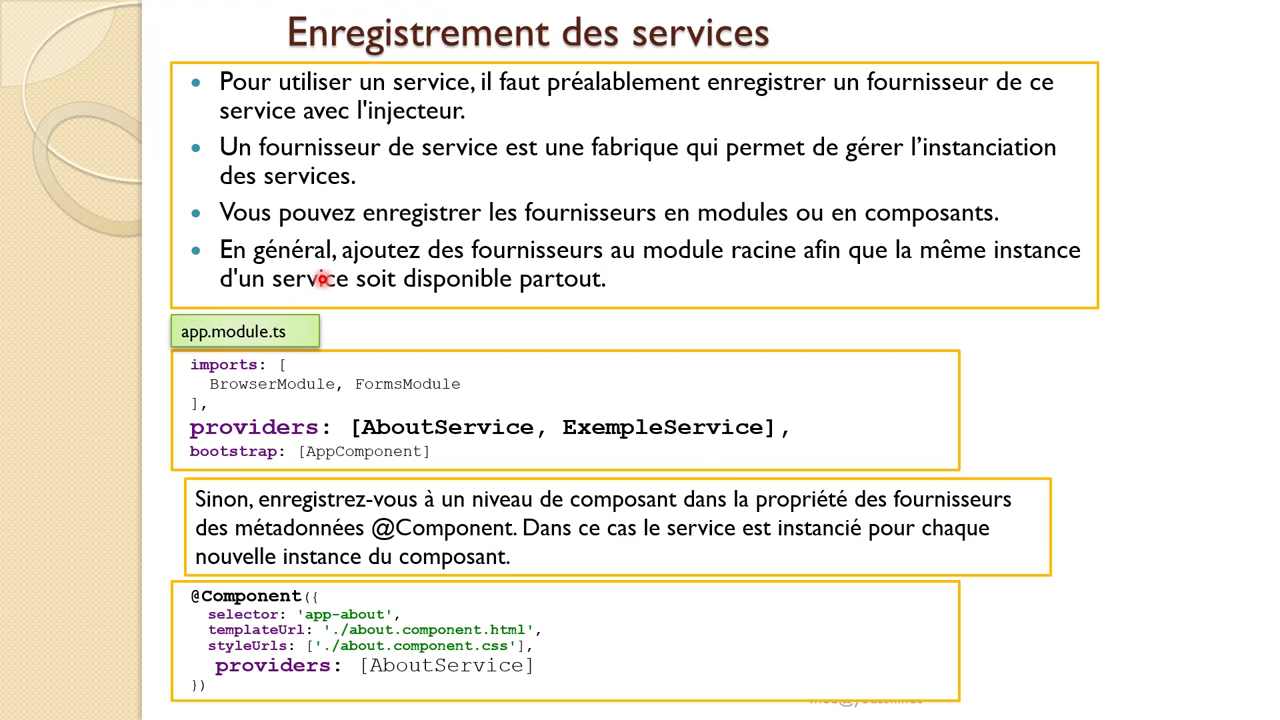 Enregistrement des services
Pour utiliser un service, il faut préalablement enregistrer un fournisseur de ce
service avec l'injecteur.
Un fournisseur de service est une fabrique qui permet de gérer l’instanciation
des services.
Vous pouvez enregistrer les fournisseurs en modules ou en composants.
En général, ajoutez des fournisseurs au module racine afin que la même instance
d'un service soit disponible partout.
app.module.ts
imports: [
BrowserModule, FormsModule
],
providers: [AboutService, ExempleService],
bootstrap: [AppComponent]
Sinon, enregistrez-vous à un niveau de composant dans la propriété des fournisseurs
des métadonnées @Component. Dans ce cas le service est instancié pour chaque
nouvelle instance du composant.
@Component({
selector: 'app-about',
templateUrl: './about.component.html',
styleUrls: ['./about.component.css'],
providers: [AboutService]
})